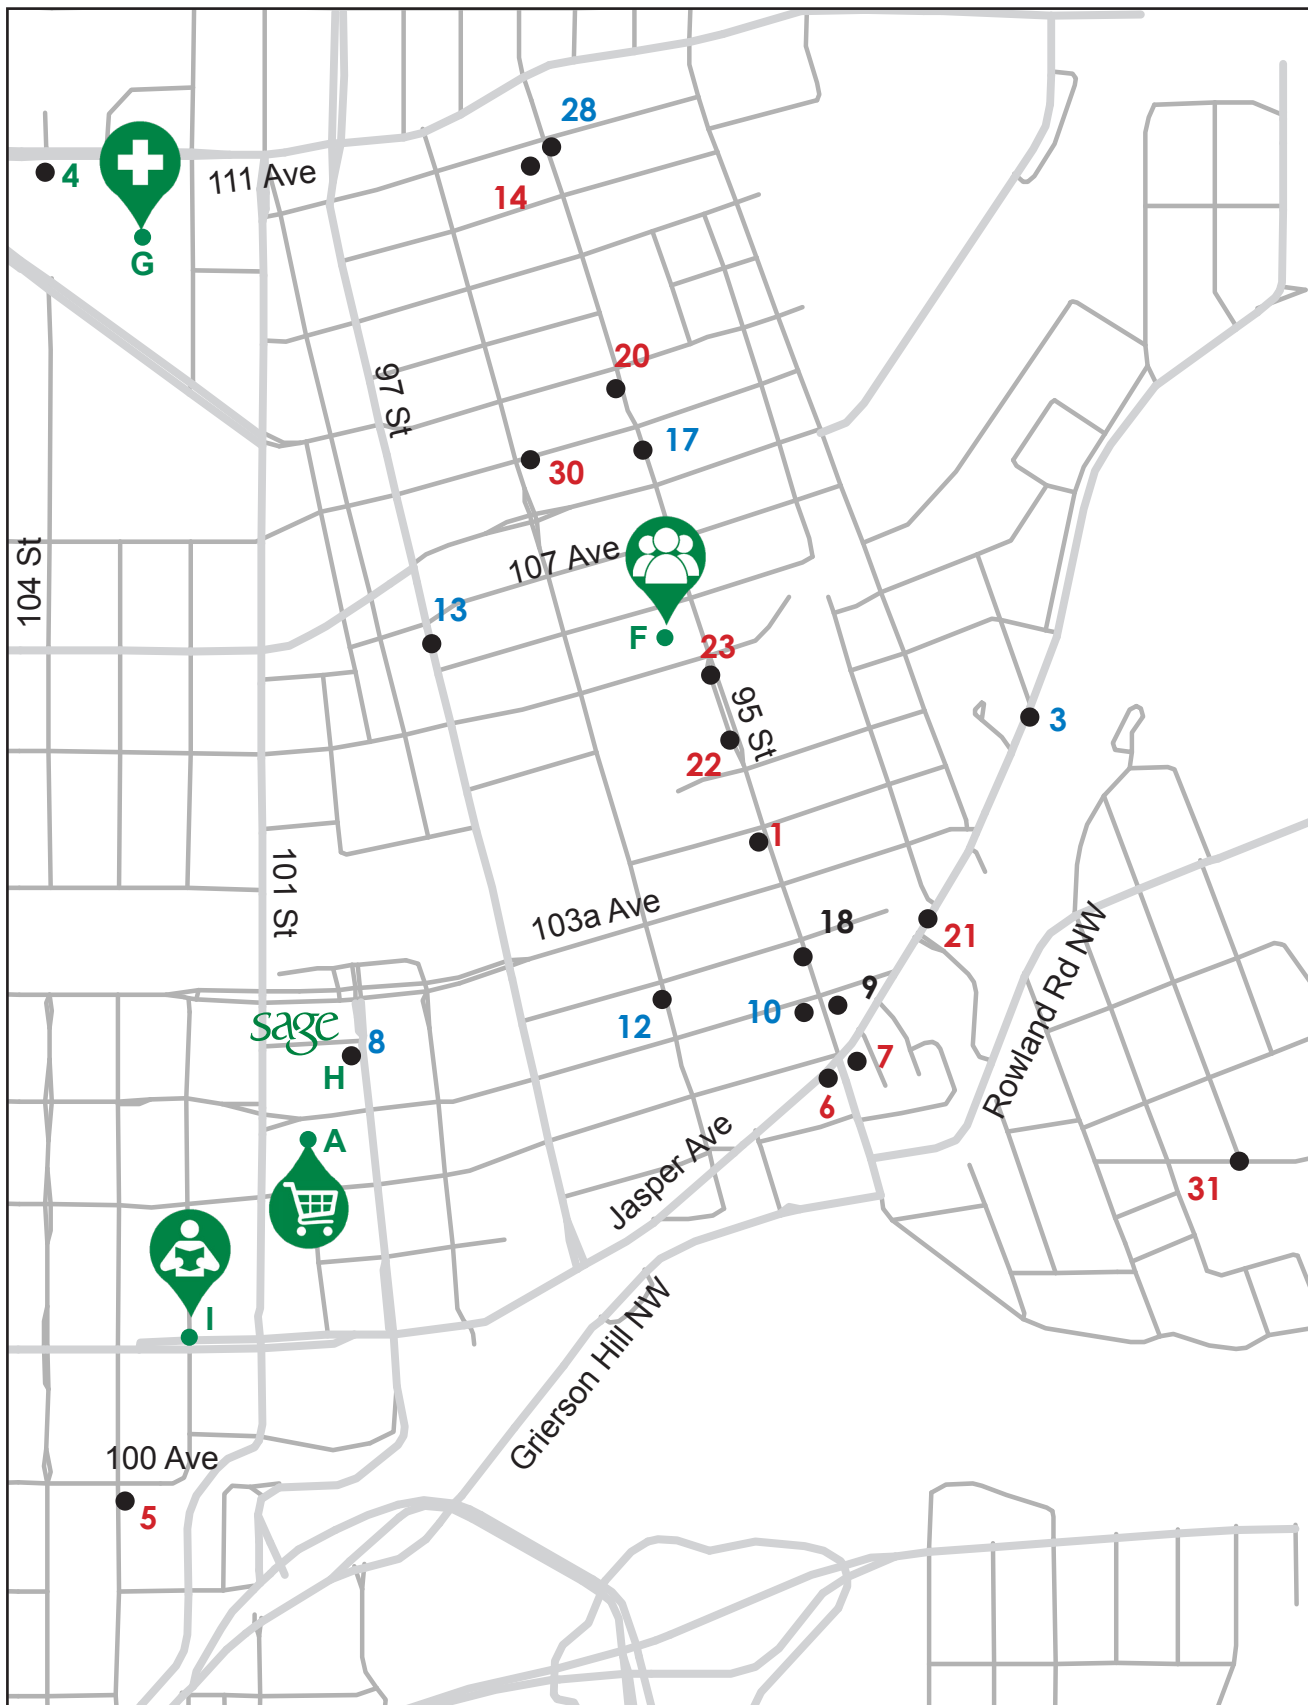 28
4
111 Ave
14
G
97 St
20
17
30
104 St
107 Ave
13
F
23
95 St
3
22
1
101 St
103a Ave
18
21
Rowland Rd NW
9
sage
8
12
10
H
7
6
A
Jasper Ave
31
I
Grierson Hill NW
100 Ave
5